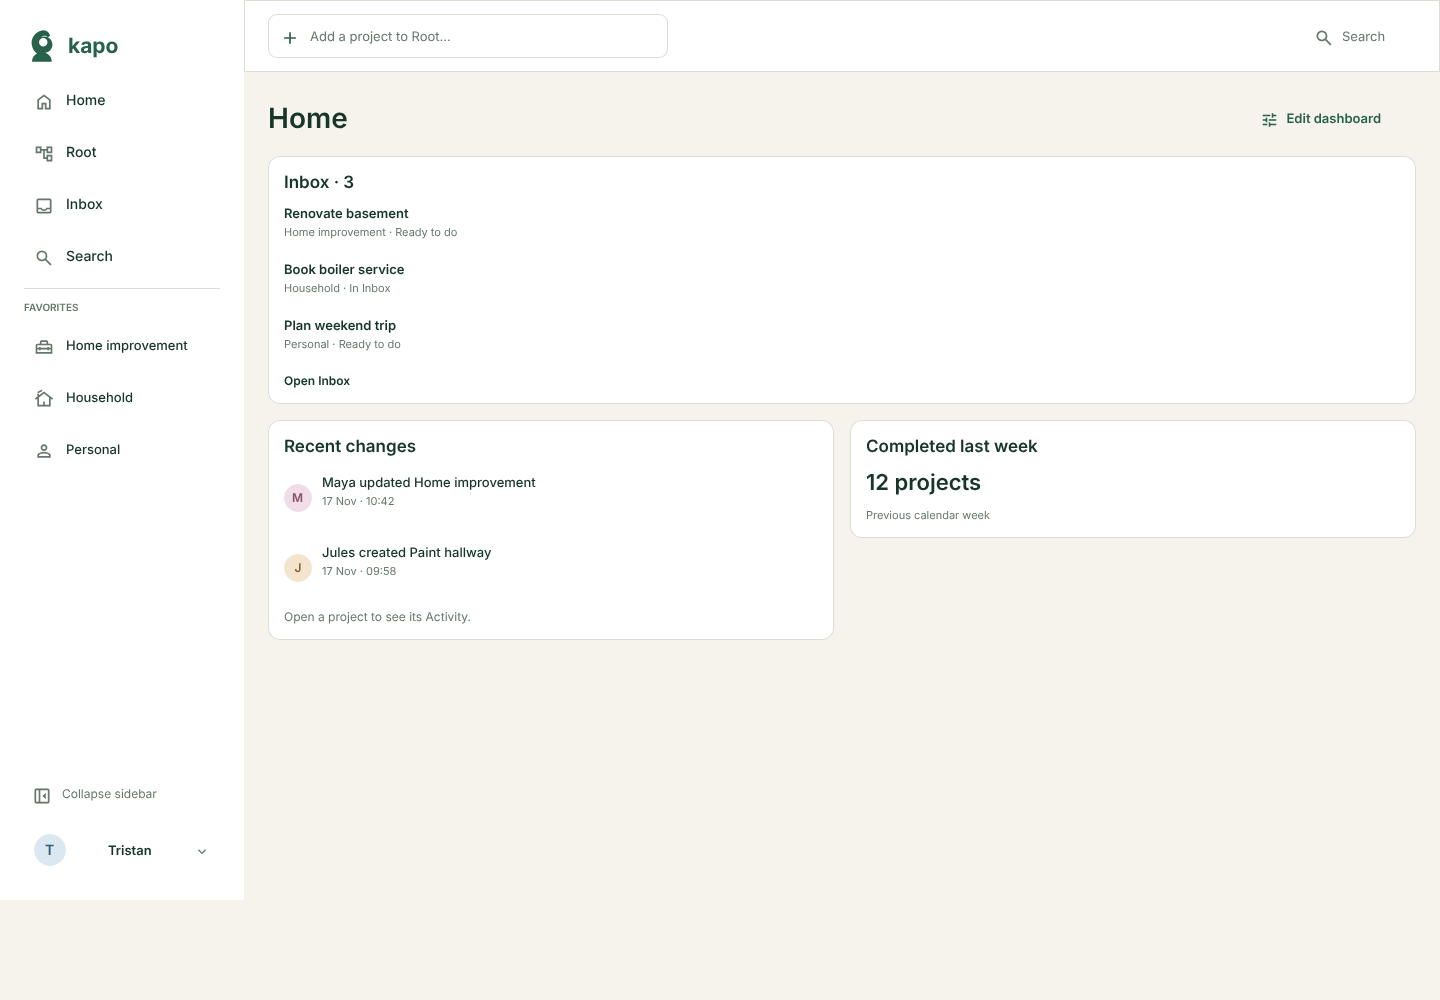 kapo
Home
Root
Inbox
Search
FAVORITES
Home improvement
Household
Personal
Collapse sidebar
T
Tristan
Add a project to Root...
Search
Home
Edit dashboard
Inbox · 3
Renovate basement
Home improvement · Ready to do
Book boiler service
Household · In Inbox
Plan weekend trip
Personal · Ready to do
Open Inbox
Recent changes
M
Maya updated Home improvement
17 Nov · 10:42
J
Jules created Paint hallway
17 Nov · 09:58
Open a project to see its Activity.
Completed last week
12 projects
Previous calendar week